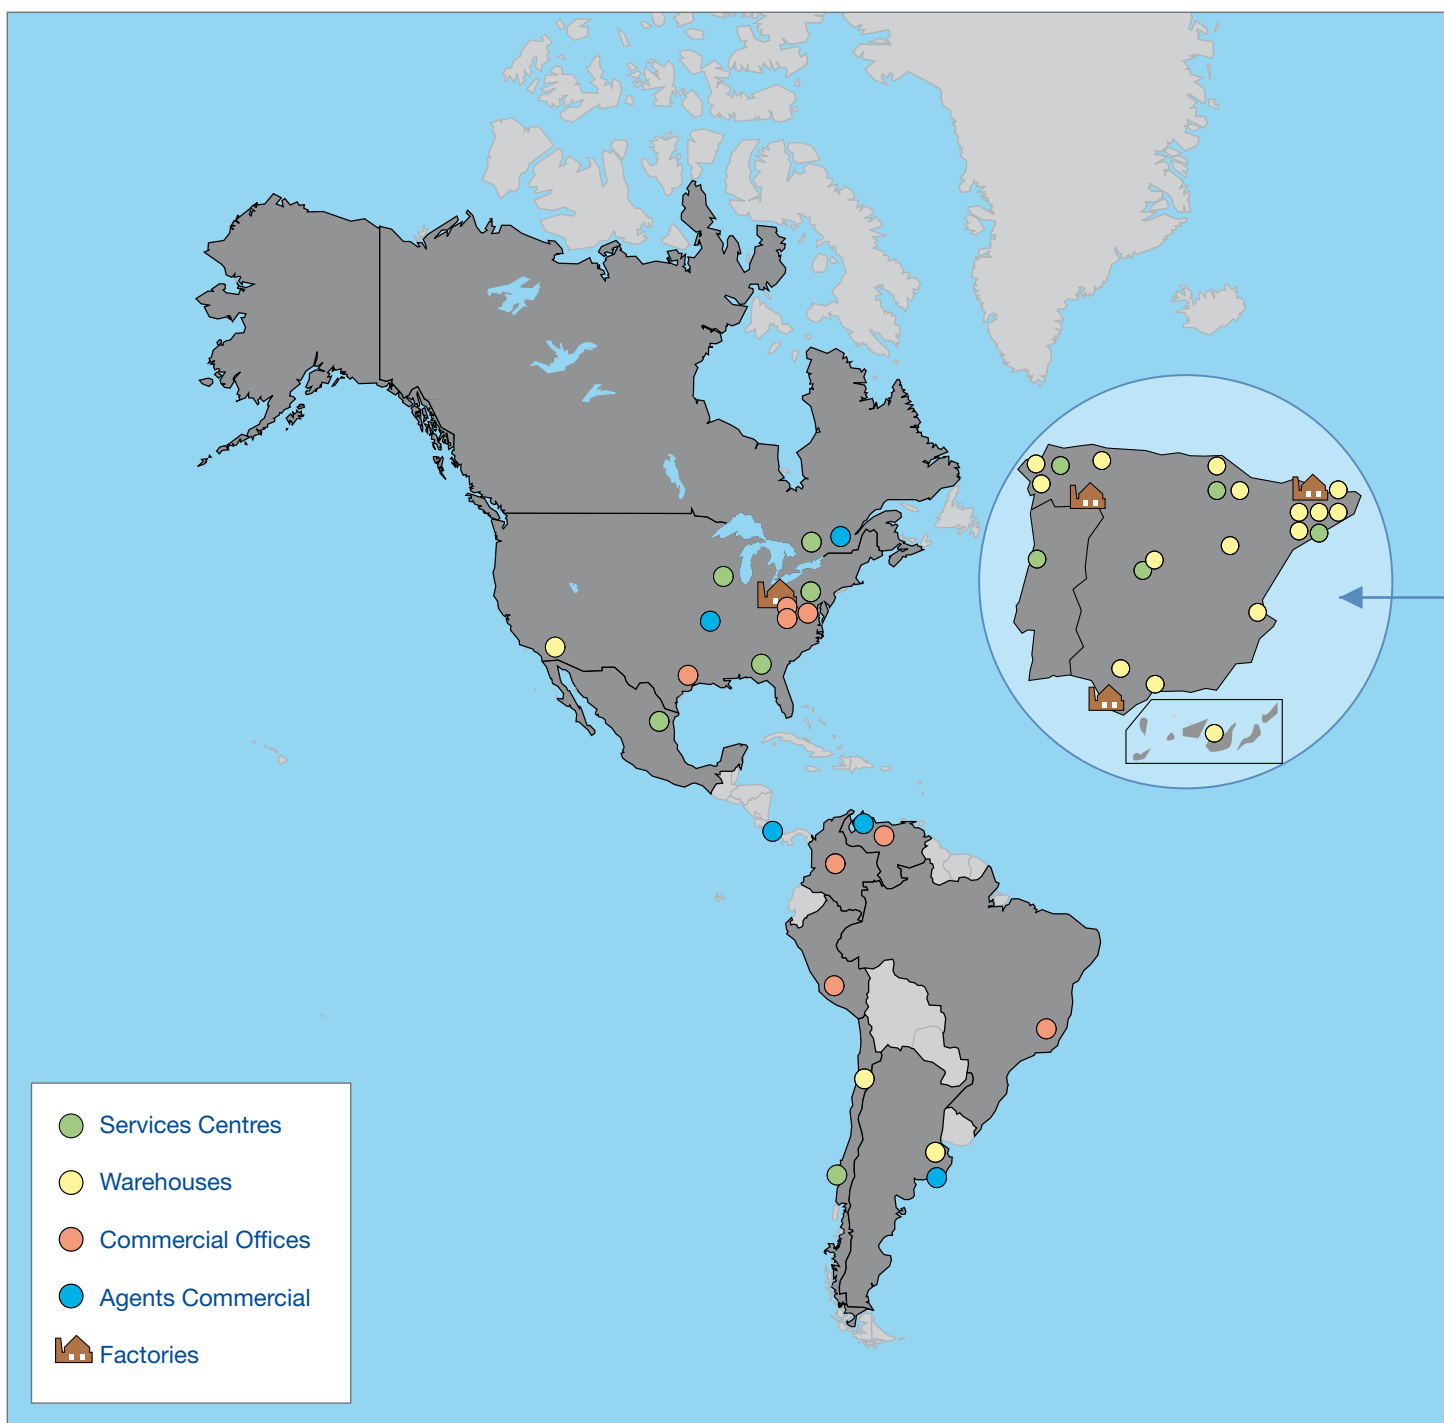 Services Centres
Warehouses
Commercial Offices
Agents Commercial
Factories